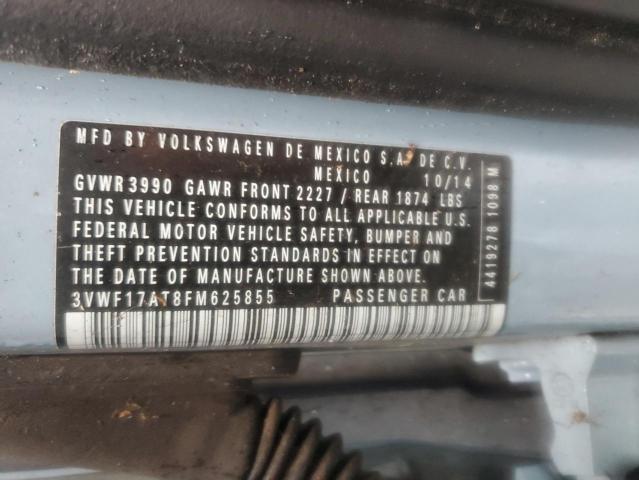 MFD BY VOLKSWAGEN DE MEXICO S.A. DE C.V.
MEXICO 10/14
GVWR 3990 GAWR FRONT 2227 / REAR 1874 LBS
THIS VEHICLE CONFORMS TO ALL APPLICABLE U.S.
FEDERAL MOTOR VEHICLE SAFETY, BUMPER AND
THEFT PREVENTION STANDARDS IN EFFECT ON
THE DATE OF MANUFACTURE SHOWN ABOVE.
3VWF17AT8FM625855 PASSENGER CAR
4419278 1098 M